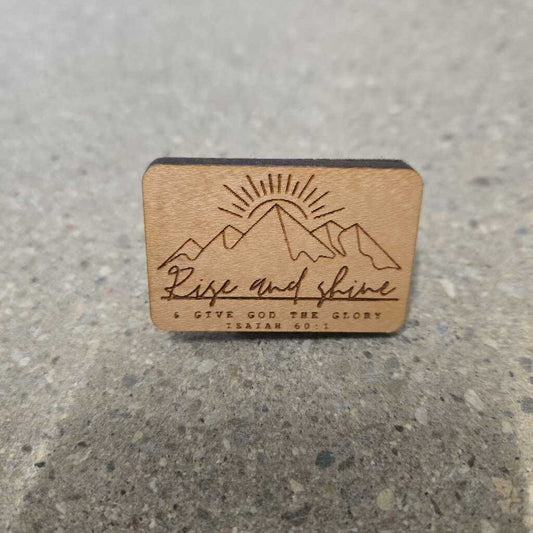 Rise and shine
& GIVE GOD THE GLORY
ISAIAH 60:1